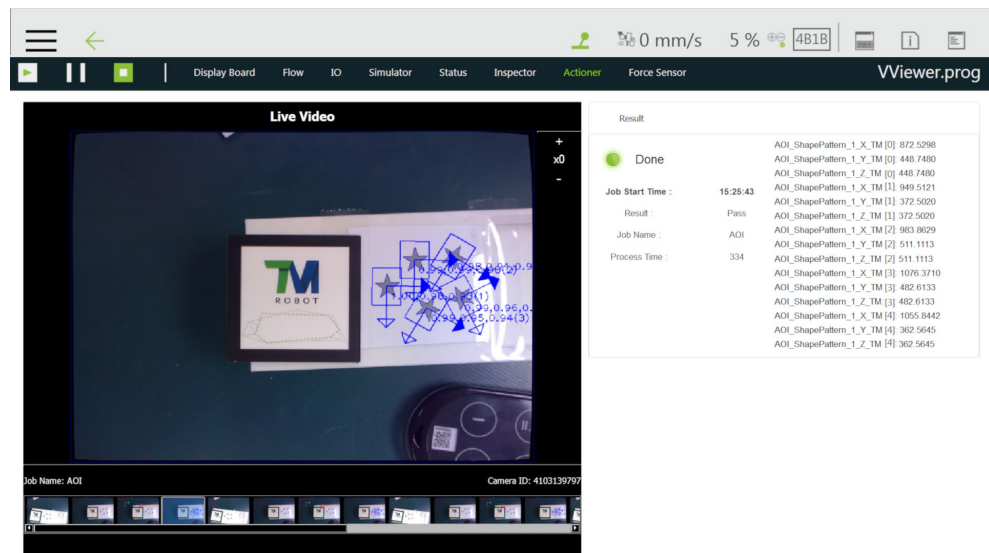 0 mm/s
5 %
4B1B
Display Board
Flow
IO
Simulator
Status
Inspector
Actioner
Force Sensor
VViewer.prog
Live Video
+
x0
-
TM
ROBOT
Job Name: AOI
Camera ID: 4103139797
Result
Done
Job Start Time : 15:25:43
Result : Pass
Job Name : AOI
Process Time : 334
AOI_ShapePattern_1_X_TM [0]: 872.5298
AOI_ShapePattern_1_Y_TM [0]: 448.7480
AOI_ShapePattern_1_Z_TM [0] 448.7480
AOI_ShapePattern_1_X_TM [1]: 949.5121
AOI_ShapePattern_1_Y_TM [1]: 372.5020
AOI_ShapePattern_1_Z_TM [1] 372.5020
AOI_ShapePattern_1_X_TM [2]: 983.8629
AOI_ShapePattern_1_Y_TM [2]: 511.1113
AOI_ShapePattern_1_Z_TM [2] 511.1113
AOI_ShapePattern_1_X_TM [3]: 1076.3710
AOI_ShapePattern_1_Y_TM [3]: 482.6133
AOI_ShapePattern_1_Z_TM: [3] 482.6133
AOI_ShapePattern_1_X_TM [4]: 1055.8442
AOI_ShapePattern_1_Y_TM [4]: 362.5645
AOI_ShapePattern_1_Z_TM [4]: 362.5645